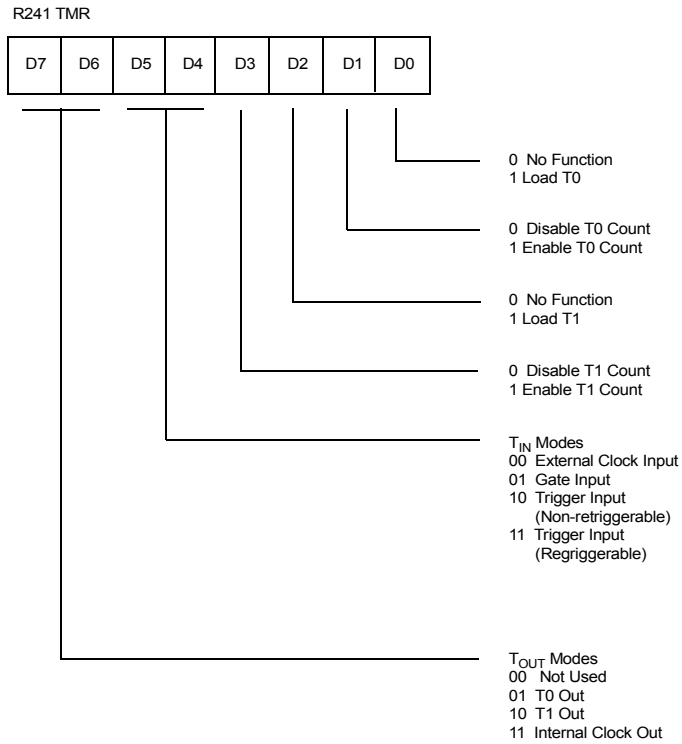 R241 TMR
D7 D6 D5 D4 D3 D2 D1 D0
0 No Function
1 Load T0
0 Disable T0 Count
1 Enable T0 Count
0 No Function
1 Load T1
0 Disable T1 Count
1 Enable T1 Count
TIN Modes
00 External Clock Input
01 Gate Input
10 Trigger Input
(Non-retriggerable)
11 Trigger Input
(Regriggerable)
TOUT Modes
00 Not Used
01 T0 Out
10 T1 Out
11 Internal Clock Out